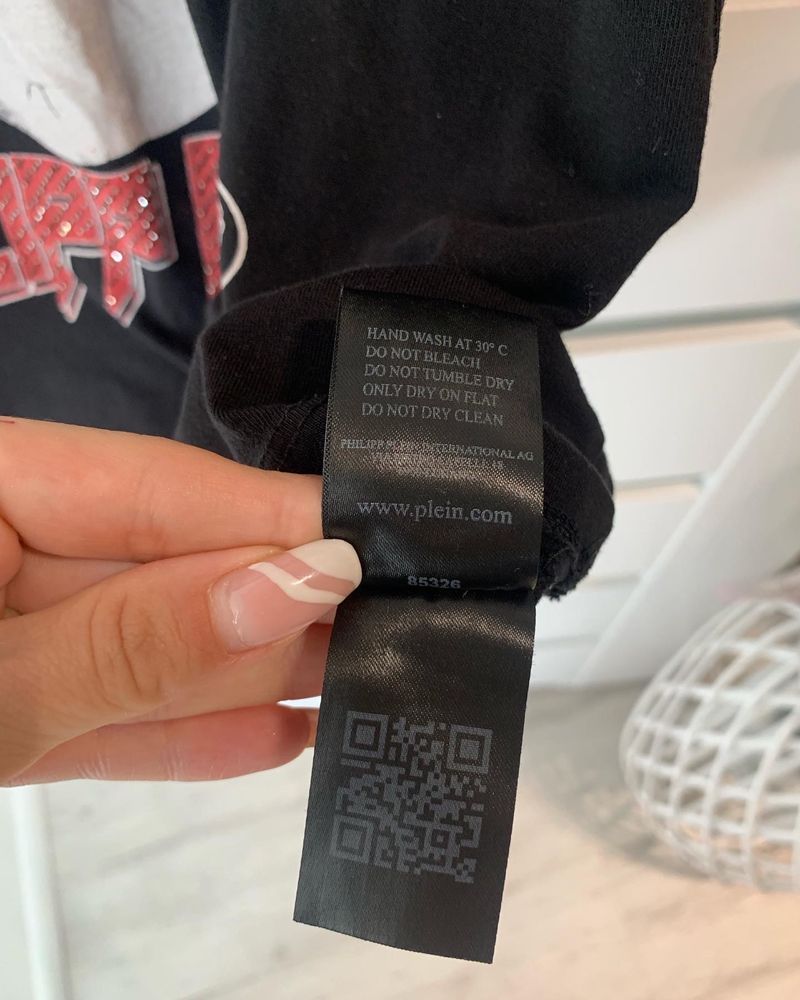 HAND WASH AT 30° C
DO NOT BLEACH
DO NOT TUMBLE DRY
ONLY DRY ON FLAT
DO NOT DRY CLEAN
PHILIPP PLEIN INTERNATIONAL AG
www.plein.com
85326